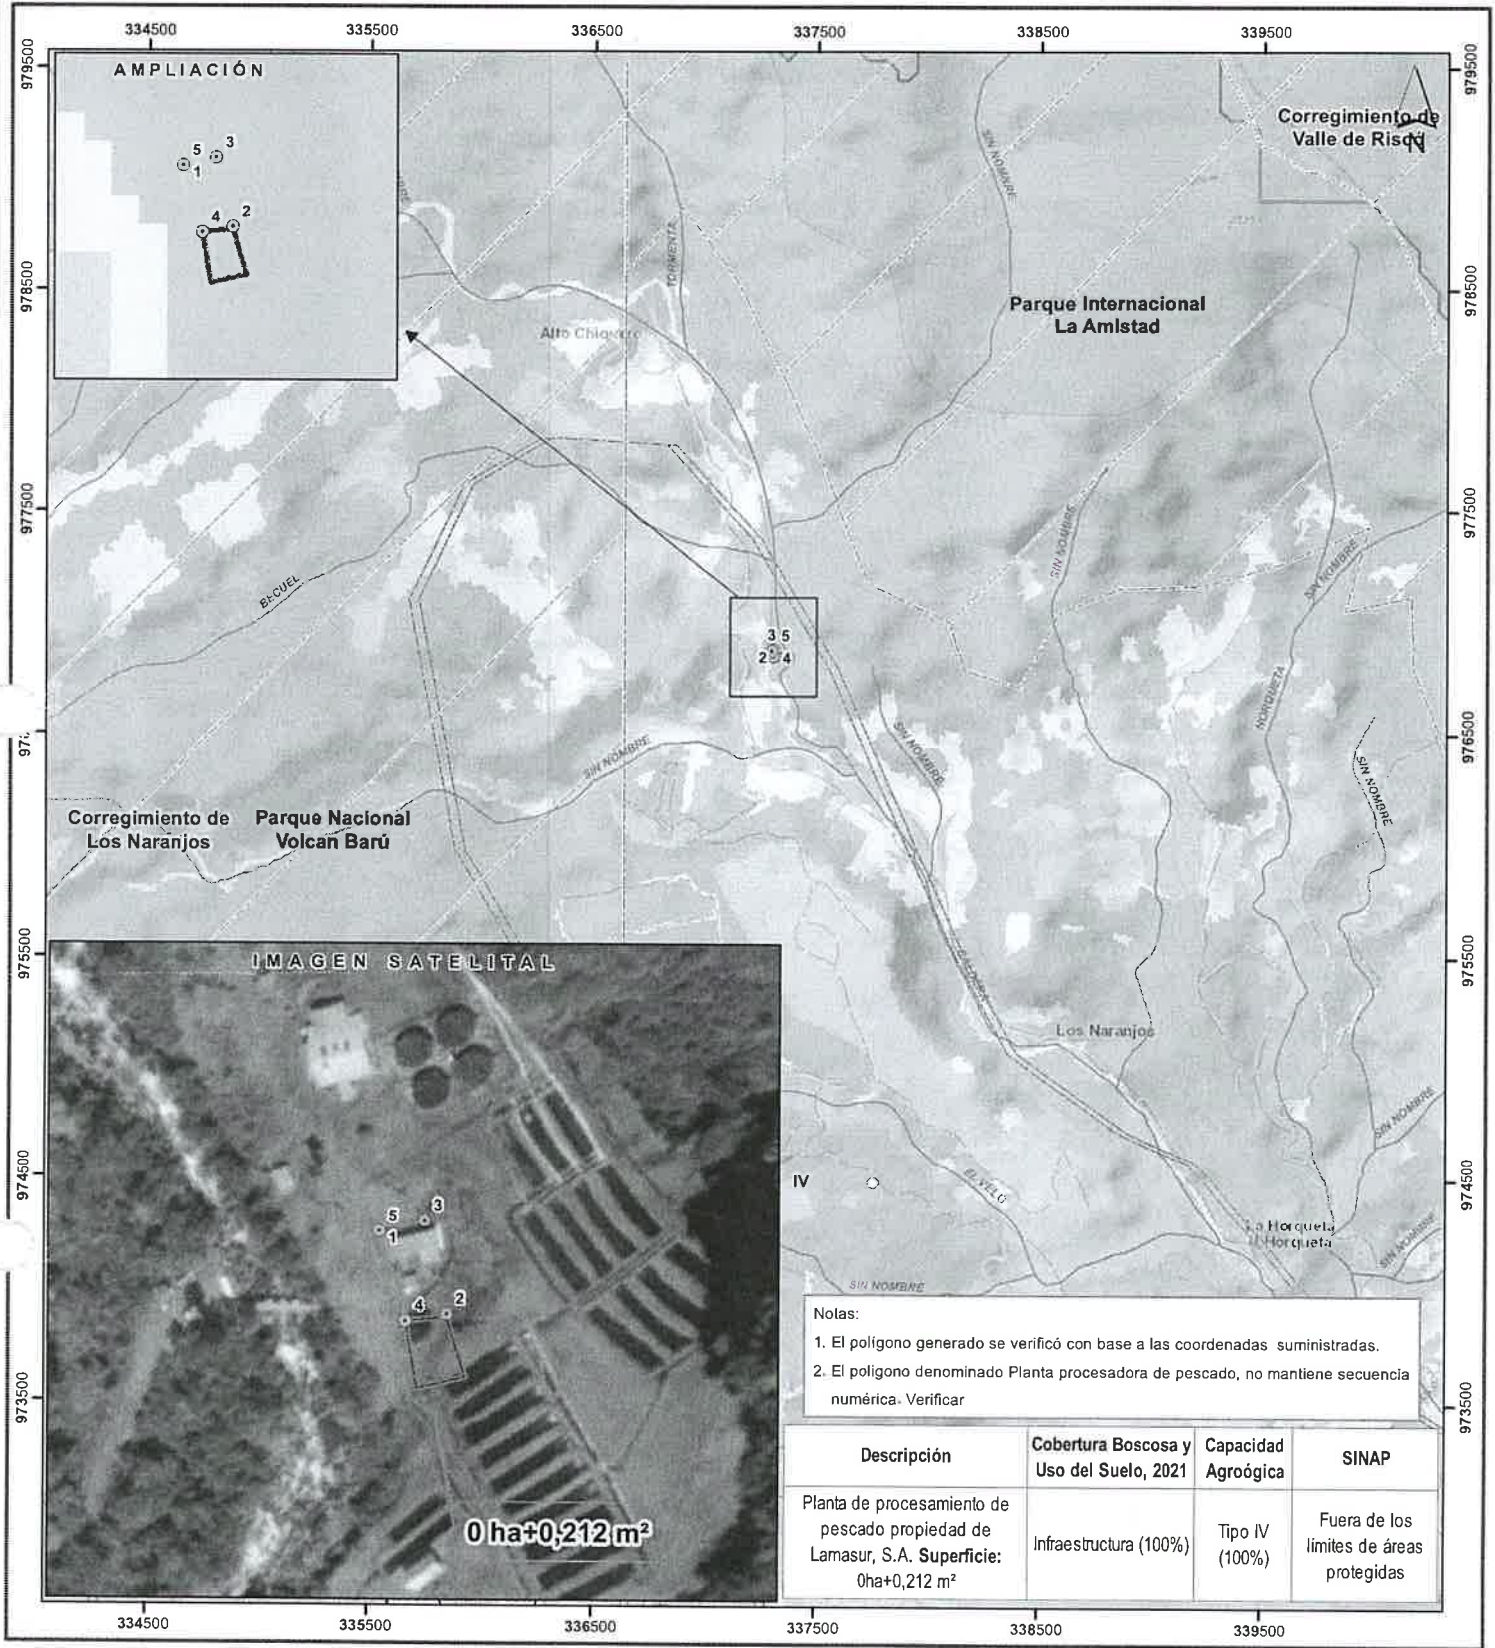 334500 335500 336500 337500 338500 339500
979500
978500
977500
975500
974500
973500
AMPLIACIÓN
5 3
1
4 2
Corregimiento de
Valle de Riscó
N
SIN NOMBRE
TORMENTA
Parque Internacional
La Amistad
Alto Chiquero
BECUEL
SIN NOMBRE
SIN NOMBRE
3 5
2 4
HORQUETA
SIN NOMBRE
SIN NOMBRE
SIN NOMBRE
Corregimiento de
Los Naranjos
Parque Nacional
Volcan Barú
CALDERA
Los Naranjos
SIN NOMBRE
IV
EL VELO
La Horqueta
H Horqueta
SIN NOMBRE
SIN NOMBRE
979500
978500
977500
976500
975500
974500
973500
IMAGEN SATELITAL
5 3
1
4 2
0 ha+0,212 m²
Notas:
1. El polígono generado se verificó con base a las coordenadas suministradas.
2. El poligono denominado Planta procesadora de pescado, no mantiene secuencia
numérica. Verificar
Descripción
Cobertura Boscosa y
Uso del Suelo, 2021
Capacidad
Agroógica
SINAP
Planta de procesamiento de
pescado propiedad de
Lamasur, S.A. Superficie:
0ha+0,212 m²
Infraestructura (100%)
Tipo IV
(100%)
Fuera de los
límites de áreas
protegidas
334500 335500 336500 337500 338500 339500